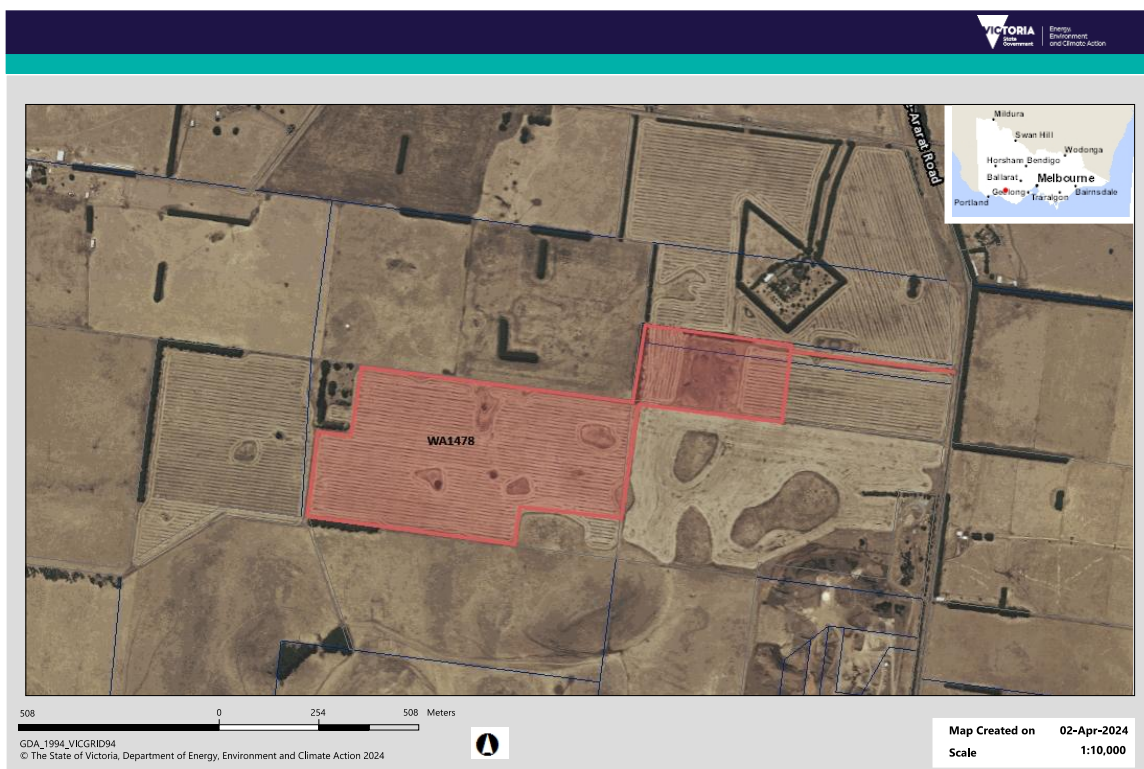 VICTORIA
State
Government
Energy,
Environment
and Climate Action
-Ararat Road
Mildura
Swan Hill
Wodonga
Horsham Bendigo
Ballarat
Melbourne
Geelong
Bairnsdale
Traralgon
Portland
WA1478
508 0 254 508 Meters
GDA_1994_VICGRID94
© The State of Victoria, Department of Energy, Environment and Climate Action 2024
Map Created on 02-Apr-2024
Scale 1:10,000